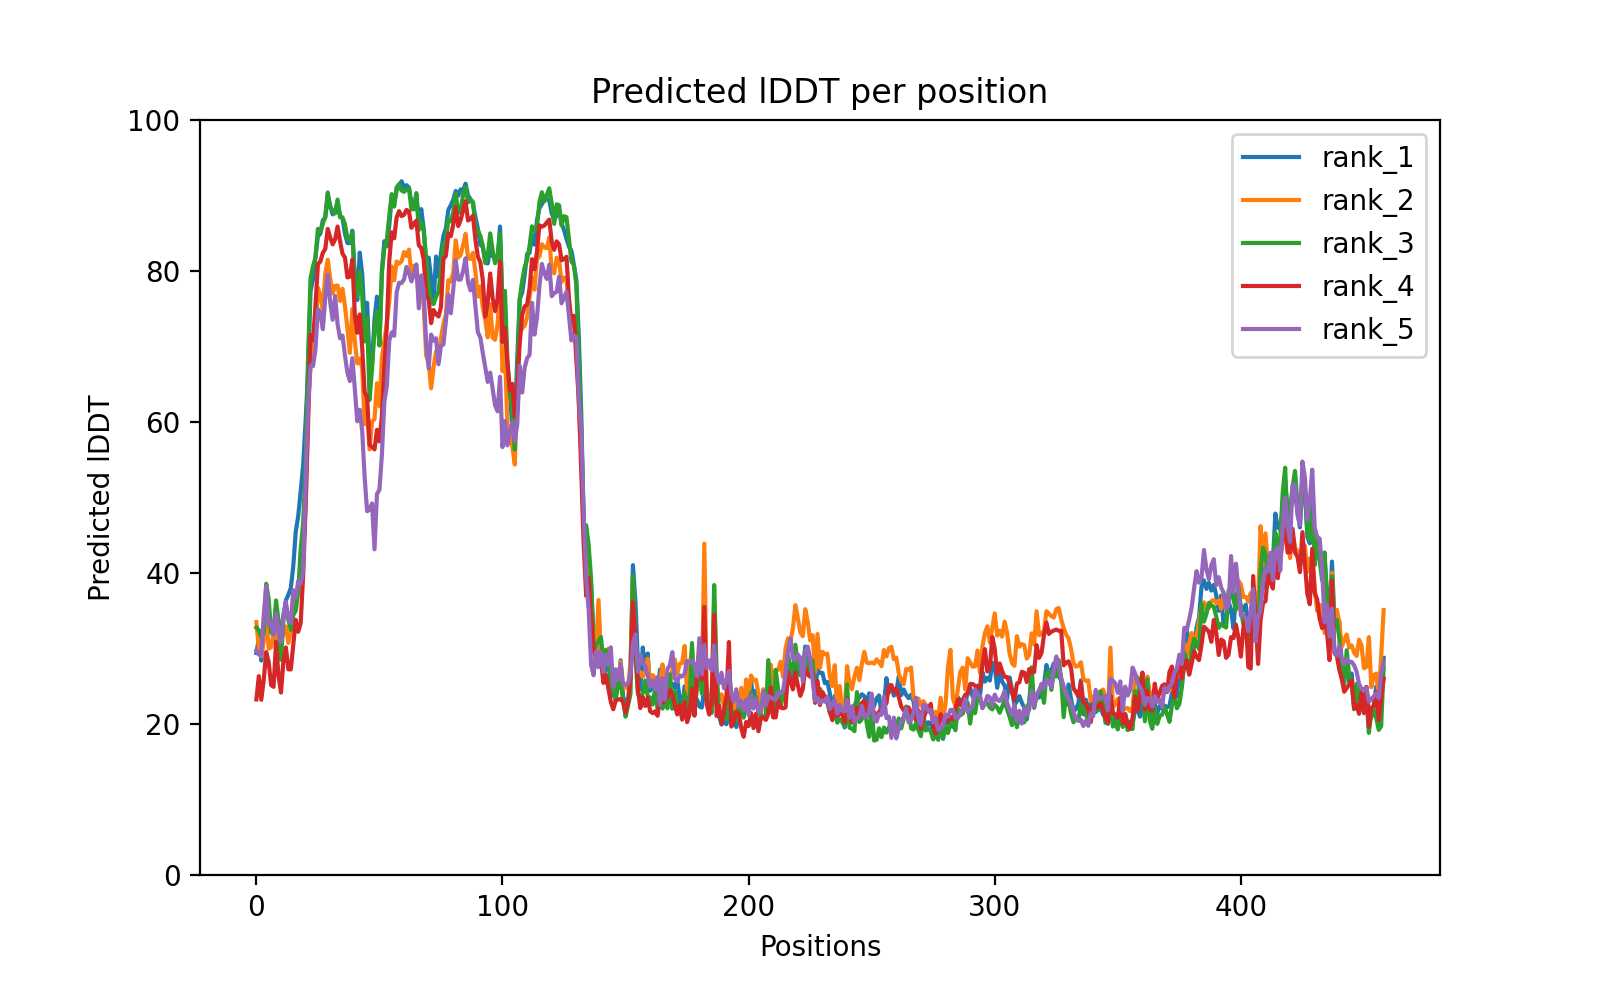 Predicted lDDT per position
100
80
60
40
20
0
Predicted lDDT
rank_1
rank_2
rank_3
rank_4
rank_5
0 100 200 300 400
Positions